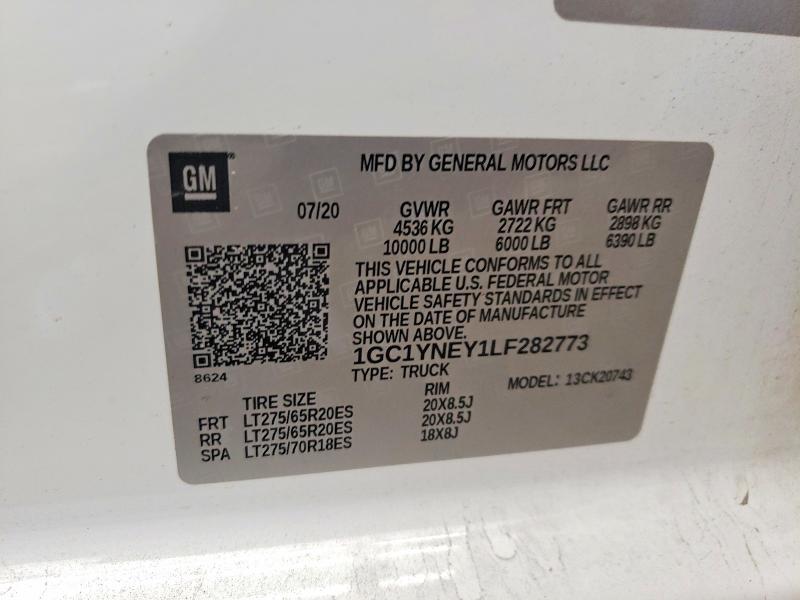 GM
MFD BY GENERAL MOTORS LLC
07/20 GVWR GAWR FRT GAWR RR
4536 KG 2722 KG 2898 KG
10000 LB 6000 LB 6390 LB
THIS VEHICLE CONFORMS TO ALL
APPLICABLE U.S. FEDERAL MOTOR
VEHICLE SAFETY STANDARDS IN EFFECT
ON THE DATE OF MANUFACTURE
SHOWN ABOVE.
1GC1YNEY1LF282773
8624
TYPE: TRUCK MODEL: 13CK20743
TIRE SIZE RIM
FRT LT275/65R20ES 20X8.5J
RR LT275/65R20ES 20X8.5J
SPA LT275/70R18ES 18X8J